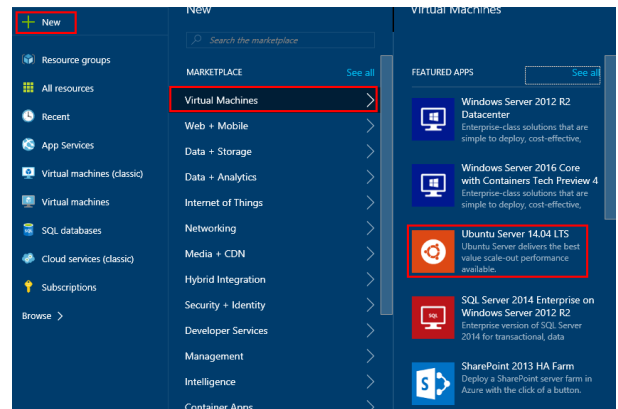 New
Resource groups
All resources
Recent
App Services
Virtual machines (classic)
Virtual machines
SQL databases
Cloud services (classic)
Subscriptions
Browse
New
Search the marketplace
MARKETPLACE
See all
Virtual Machines
Web + Mobile
Data + Storage
Data + Analytics
Internet of Things
Networking
Media + CDN
Hybrid Integration
Security + Identity
Developer Services
Management
Intelligence
Container Apps
Virtual Machines
FEATURED APPS
See all
Windows Server 2012 R2
Datacenter
Enterprise-class solutions that are
simple to deploy, cost-effective,
Windows Server 2016 Core
with Containers Tech Preview 4
Enterprise-class solutions that are
simple to deploy, cost-effective,
Ubuntu Server 14.04 LTS
Ubuntu Server delivers the best
value scale-out performance
available.
SQL
SQL Server 2014 Enterprise on
Windows Server 2012 R2
Enterprise version of SQL Server
2014 for transactional, data
S
SharePoint 2013 HA Farm
Deploy a SharePoint server farm in
Azure with the click of a button.